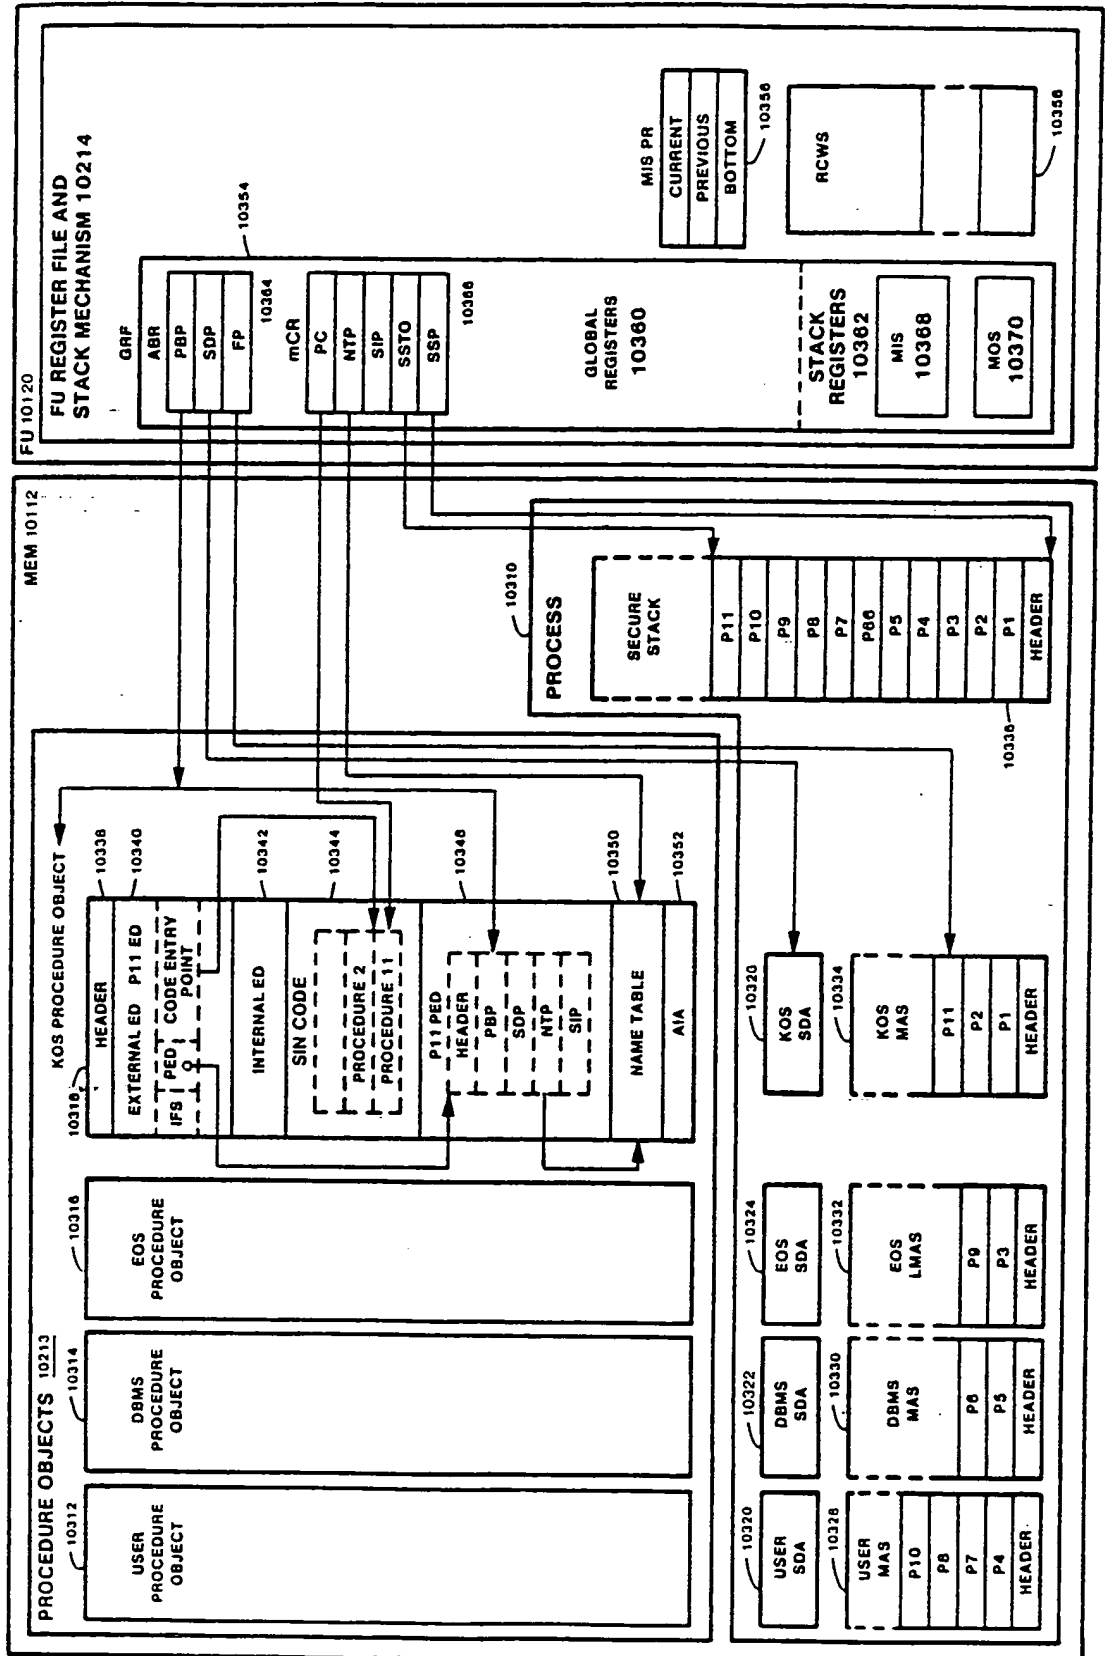 PROCEDURE OBJECTS 10213
10312
USER
PROCEDURE
OBJECT
10314
DBMS
PROCEDURE
OBJECT
10316
EOS
PROCEDURE
OBJECT
KOS PROCEDURE OBJECT
10318
10338
HEADER
10340
EXTERNAL ED P11 ED
IFS PED CODE ENTRY
POINT
10342
INTERNAL ED
10344
SIN CODE
PROCEDURE 2
PROCEDURE 11
10348
P11 PED
HEADER
PBP
SDP
NTP
SIP
10350
NAME TABLE
10352
AIA
MEM 10112
10310
PROCESS
SECURE
STACK
P11
P10
P9
P8
P7
P66
P5
P4
P3
P2
P1
HEADER
10336
10320
USER
SDA
10322
DBMS
SDA
10324
EOS
SDA
10320
KOS
SDA
10328
USER
MAS
P10
P8
P7
P4
HEADER
10330
DBMS
MAS
P6
P5
HEADER
10332
EOS
LMAS
P9
P3
HEADER
10334
KOS
MAS
P11
P2
P1
HEADER
FU 10120
FU REGISTER FILE AND
STACK MECHANISM 10214
10354
GRF
ABR
PBP
SDP
FP
10364
mCR
PC
NTP
SIP
SSTO
SSP
10366
GLOBAL
REGISTERS
10360
STACK
REGISTERS
10362
MIS
10368
MOS
10370
MIS PR
CURRENT
PREVIOUS
BOTTOM
10356
RCWS
10358